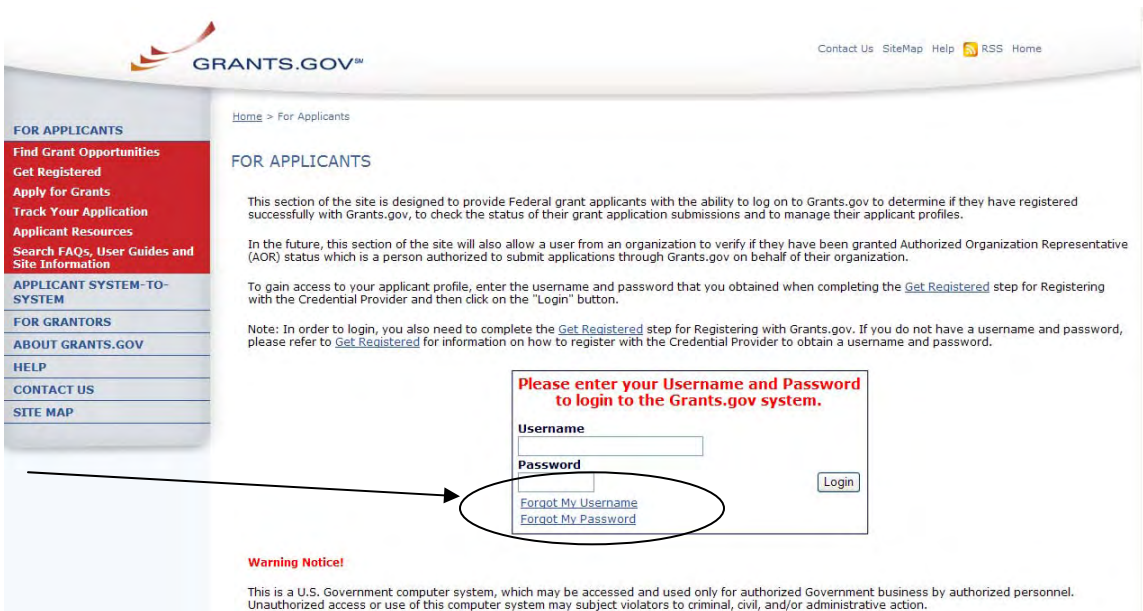 GRANTS.GOV℠
Contact Us SiteMap Help RSS Home
Home > For Applicants
FOR APPLICANTS
Find Grant Opportunities
Get Registered
Apply for Grants
Track Your Application
Applicant Resources
Search FAQs, User Guides and
Site Information
APPLICANT SYSTEM-TO-
SYSTEM
FOR GRANTORS
ABOUT GRANTS.GOV
HELP
CONTACT US
SITE MAP
FOR APPLICANTS
This section of the site is designed to provide Federal grant applicants with the ability to log on to Grants.gov to determine if they have registered
successfully with Grants.gov, to check the status of their grant application submissions and to manage their applicant profiles.
In the future, this section of the site will also allow a user from an organization to verify if they have been granted Authorized Organization Representative
(AOR) status which is a person authorized to submit applications through Grants.gov on behalf of their organization.
To gain access to your applicant profile, enter the username and password that you obtained when completing the Get Registered step for Registering
with the Credential Provider and then click on the "Login" button.
Note: In order to login, you also need to complete the Get Registered step for Registering with Grants.gov. If you do not have a username and password,
please refer to Get Registered for information on how to register with the Credential Provider to obtain a username and password.
Please enter your Username and Password
to login to the Grants.gov system.
Username
Password
Login
Forgot My Username
Forgot My Password
Warning Notice!
This is a U.S. Government computer system, which may be accessed and used only for authorized Government business by authorized personnel.
Unauthorized access or use of this computer system may subject violators to criminal, civil, and/or administrative action.